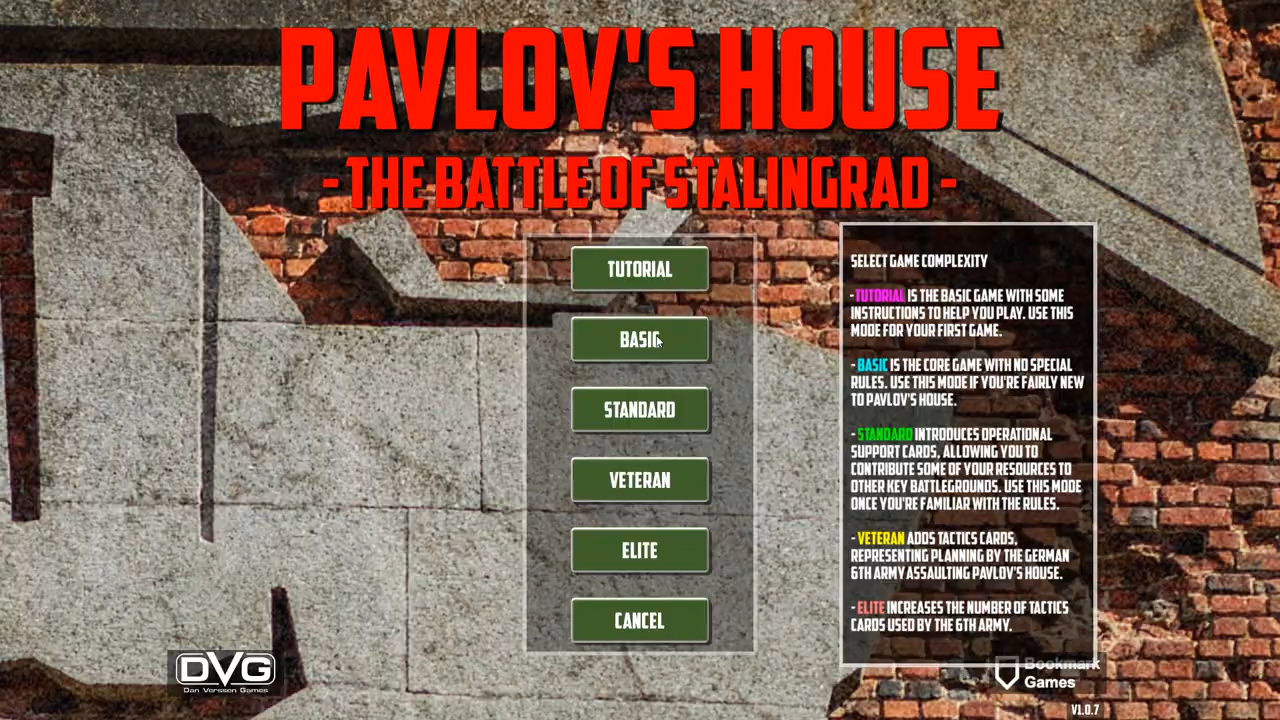 PAVLOV'S HOUSE
- THE BATTLE OF STALINGRAD -
TUTORIAL
BASIC
STANDARD
VETERAN
ELITE
CANCEL
SELECT GAME COMPLEXITY
- TUTORIAL IS THE BASIC GAME WITH SOME
INSTRUCTIONS TO HELP YOU PLAY. USE THIS
MODE FOR YOUR FIRST GAME.
- BASIC IS THE CORE GAME WITH NO SPECIAL
RULES. USE THIS MODE IF YOU'RE FAIRLY NEW
TO PAVLOV'S HOUSE.
- STANDARD INTRODUCES OPERATIONAL
SUPPORT CARDS, ALLOWING YOU TO
CONTRIBUTE SOME OF YOUR RESOURCES TO
OTHER KEY BATTLEGROUNDS. USE THIS MODE
ONCE YOU'RE FAMILIAR WITH THE RULES.
- VETERAN ADDS TACTICS CARDS,
REPRESENTING PLANNING BY THE GERMAN
6TH ARMY ASSAULTING PAVLOV'S HOUSE.
- ELITE INCREASES THE NUMBER OF TACTICS
CARDS USED BY THE 6TH ARMY.
DVG
Dan Verssen Games
Bookmark
Games
V1.0.7